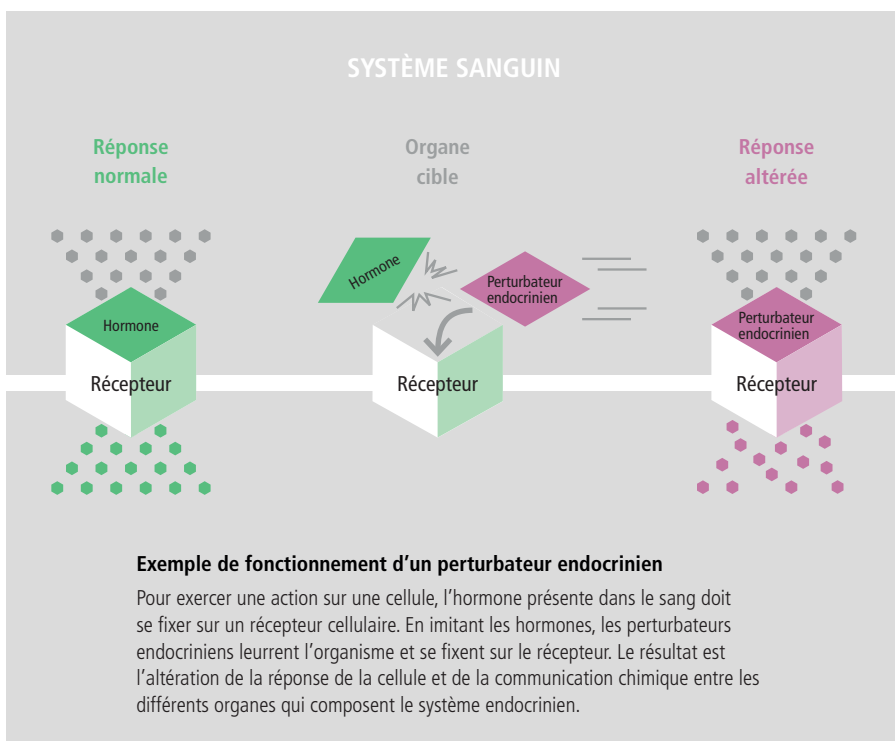 SYSTÈME SANGUIN
Réponse
normale
Organe
cible
Réponse
altérée
Hormone
Récepteur
Hormone
Perturbateur
endocrinien
Récepteur
Perturbateur
endocrinien
Récepteur
Exemple de fonctionnement d’un perturbateur endocrinien
Pour exercer une action sur une cellule, l’hormone présente dans le sang doit
se fixer sur un récepteur cellulaire. En imitant les hormones, les perturbateurs
endocriniens leurrent l’organisme et se fixent sur le récepteur. Le résultat est
l’altération de la réponse de la cellule et de la communication chimique entre les
différents organes qui composent le système endocrinien.